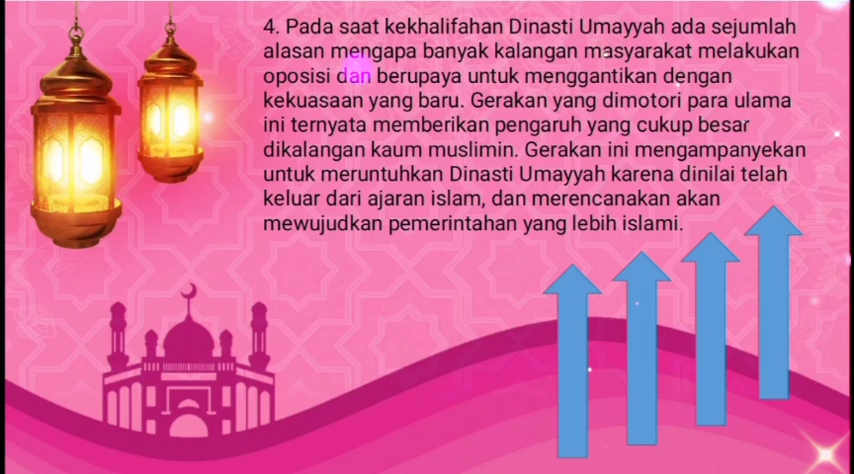 4. Pada saat kekhalifahan Dinasti Umayyah ada sejumlah
alasan mengapa banyak kalangan masyarakat melakukan
oposisi dan berupaya untuk menggantikan dengan
kekuasaan yang baru. Gerakan yang dimotori para ulama
ini ternyata memberikan pengaruh yang cukup besar
dikalangan kaum muslimin. Gerakan ini mengampanyekan
untuk meruntuhkan Dinasti Umayyah karena dinilai telah
keluar dari ajaran islam, dan merencanakan akan
mewujudkan pemerintahan yang lebih islami.